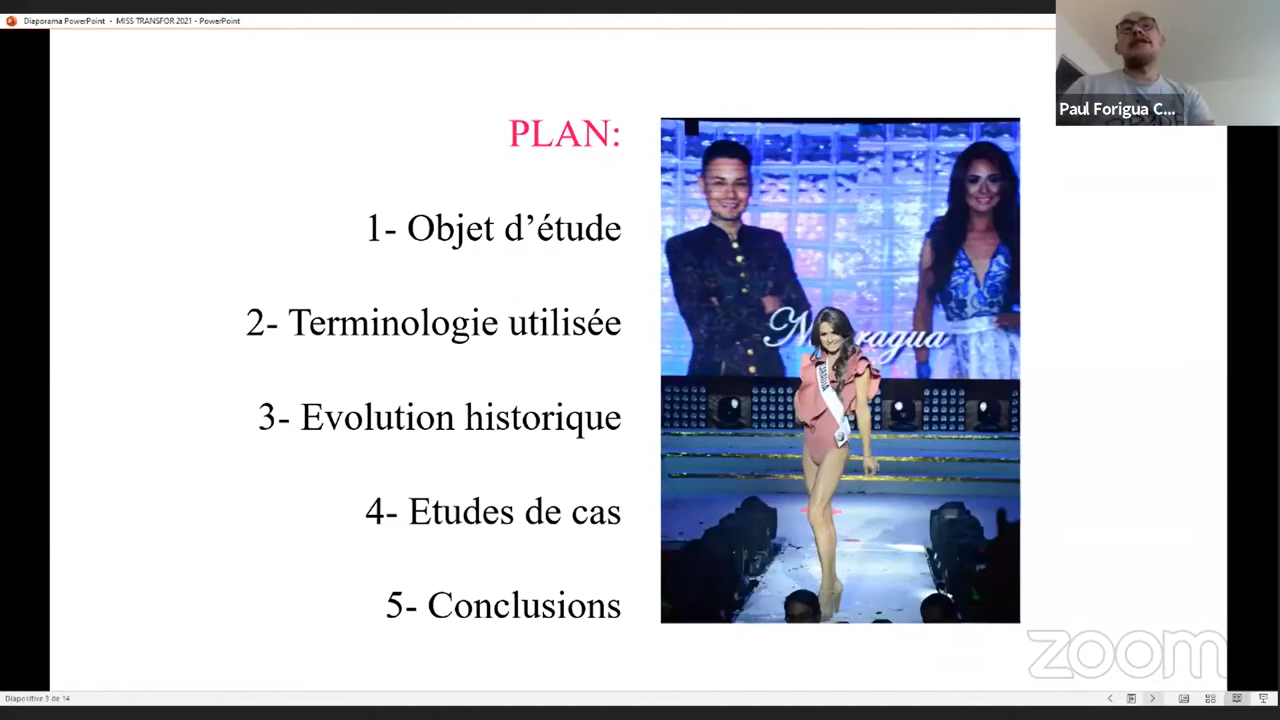 Diaporama PowerPoint - MISS TRANSFOR 2021 - PowerPoint
Paul Forigua C...
PLAN:
1- Objet d’étude
2- Terminologie utilisée
3- Evolution historique
4- Etudes de cas
5- Conclusions
zoom
Diapositive 3 de 14